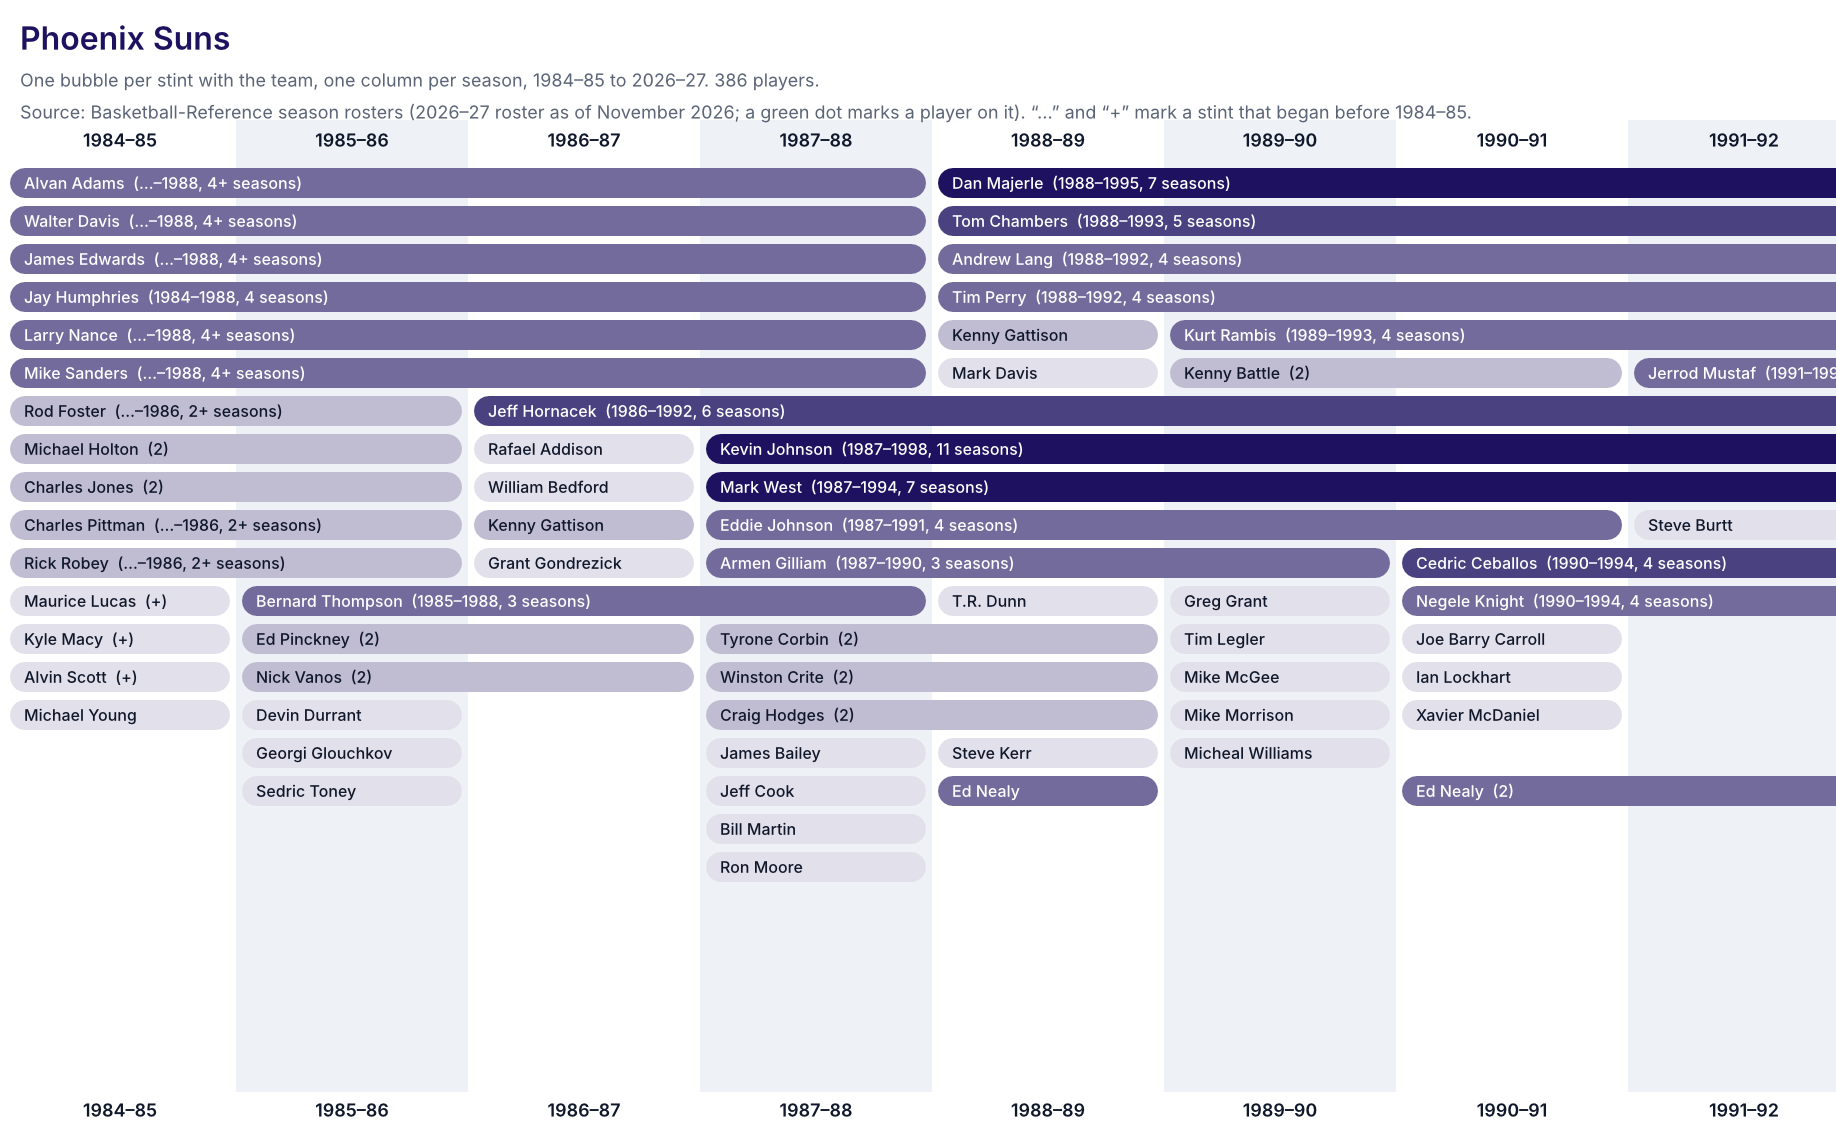 Phoenix Suns
One bubble per stint with the team, one column per season, 1984–85 to 2026–27. 386 players.
Source: Basketball-Reference season rosters (2026–27 roster as of November 2026; a green dot marks a player on it). “…” and “+” mark a stint that began before 1984–85.
1984–85 1985–86 1986–87 1987–88 1988–89 1989–90 1990–91 1991–92
Alvan Adams (…–1988, 4+ seasons) Dan Majerle (1988–1995, 7 seasons)
Walter Davis (…–1988, 4+ seasons) Tom Chambers (1988–1993, 5 seasons)
James Edwards (…–1988, 4+ seasons) Andrew Lang (1988–1992, 4 seasons)
Jay Humphries (1984–1988, 4 seasons) Tim Perry (1988–1992, 4 seasons)
Larry Nance (…–1988, 4+ seasons) Kenny Gattison Kurt Rambis (1989–1993, 4 seasons)
Mike Sanders (…–1988, 4+ seasons) Mark Davis Kenny Battle (2) Jerrod Mustaf (1991–199
Rod Foster (…–1986, 2+ seasons) Jeff Hornacek (1986–1992, 6 seasons)
Michael Holton (2) Rafael Addison Kevin Johnson (1987–1998, 11 seasons)
Charles Jones (2) William Bedford Mark West (1987–1994, 7 seasons)
Charles Pittman (…–1986, 2+ seasons) Kenny Gattison Eddie Johnson (1987–1991, 4 seasons) Steve Burtt
Rick Robey (…–1986, 2+ seasons) Grant Gondrezick Armen Gilliam (1987–1990, 3 seasons) Cedric Ceballos (1990–1994, 4 seasons)
Maurice Lucas (+) Bernard Thompson (1985–1988, 3 seasons) T.R. Dunn Greg Grant Negele Knight (1990–1994, 4 seasons)
Kyle Macy (+) Ed Pinckney (2) Tyrone Corbin (2) Tim Legler Joe Barry Carroll
Alvin Scott (+) Nick Vanos (2) Winston Crite (2) Mike McGee Ian Lockhart
Michael Young Devin Durrant Craig Hodges (2) Mike Morrison Xavier McDaniel
Georgi Glouchkov James Bailey Steve Kerr Micheal Williams
Sedric Toney Jeff Cook Ed Nealy Ed Nealy (2)
Bill Martin
Ron Moore
1984–85 1985–86 1986–87 1987–88 1988–89 1989–90 1990–91 1991–92